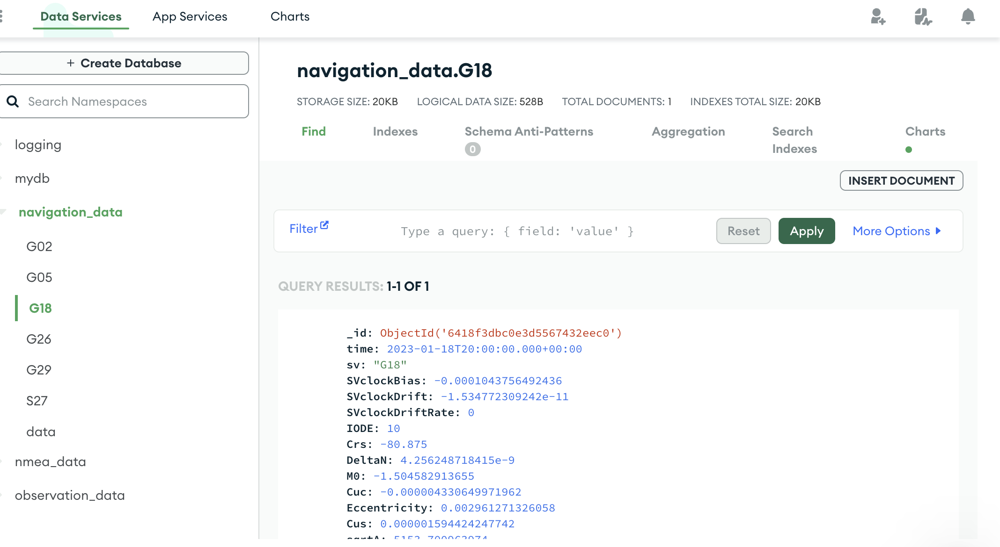 Data Services App Services Charts
+ Create Database
Search Namespaces
logging
mydb
navigation_data
G02
G05
G18
G26
G29
S27
data
nmea_data
observation_data
navigation_data.G18
STORAGE SIZE: 20KB LOGICAL DATA SIZE: 528B TOTAL DOCUMENTS: 1 INDEXES TOTAL SIZE: 20KB
Find Indexes Schema Anti-Patterns 0 Aggregation Search Indexes Charts
INSERT DOCUMENT
Filter Type a query: { field: 'value' } Reset Apply More Options
QUERY RESULTS: 1-1 OF 1
_id: ObjectId('6418f3dbc0e3d5567432eec0')
time: 2023-01-18T20:00:00.000+00:00
sv: "G18"
SVclockBias: -0.0001043756492436
SVclockDrift: -1.534772309242e-11
SVclockDriftRate: 0
IODE: 10
Crs: -80.875
DeltaN: 4.256248718415e-9
M0: -1.504582913655
Cuc: -0.000004330649971962
Eccentricity: 0.002961271326058
Cus: 0.000001594424247742
sqrtA: 5153.700963974